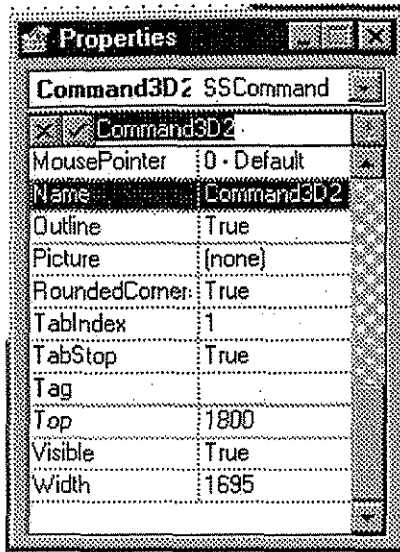 Properties
Command3D2 SSCommand
Command3D2
MousePointer 0 - Default
Name Command3D2
Outline True
Picture (none)
RoundedCorner: True
TabIndex 1
TabStop True
Tag
Top 1800
Visible True
Width 1695